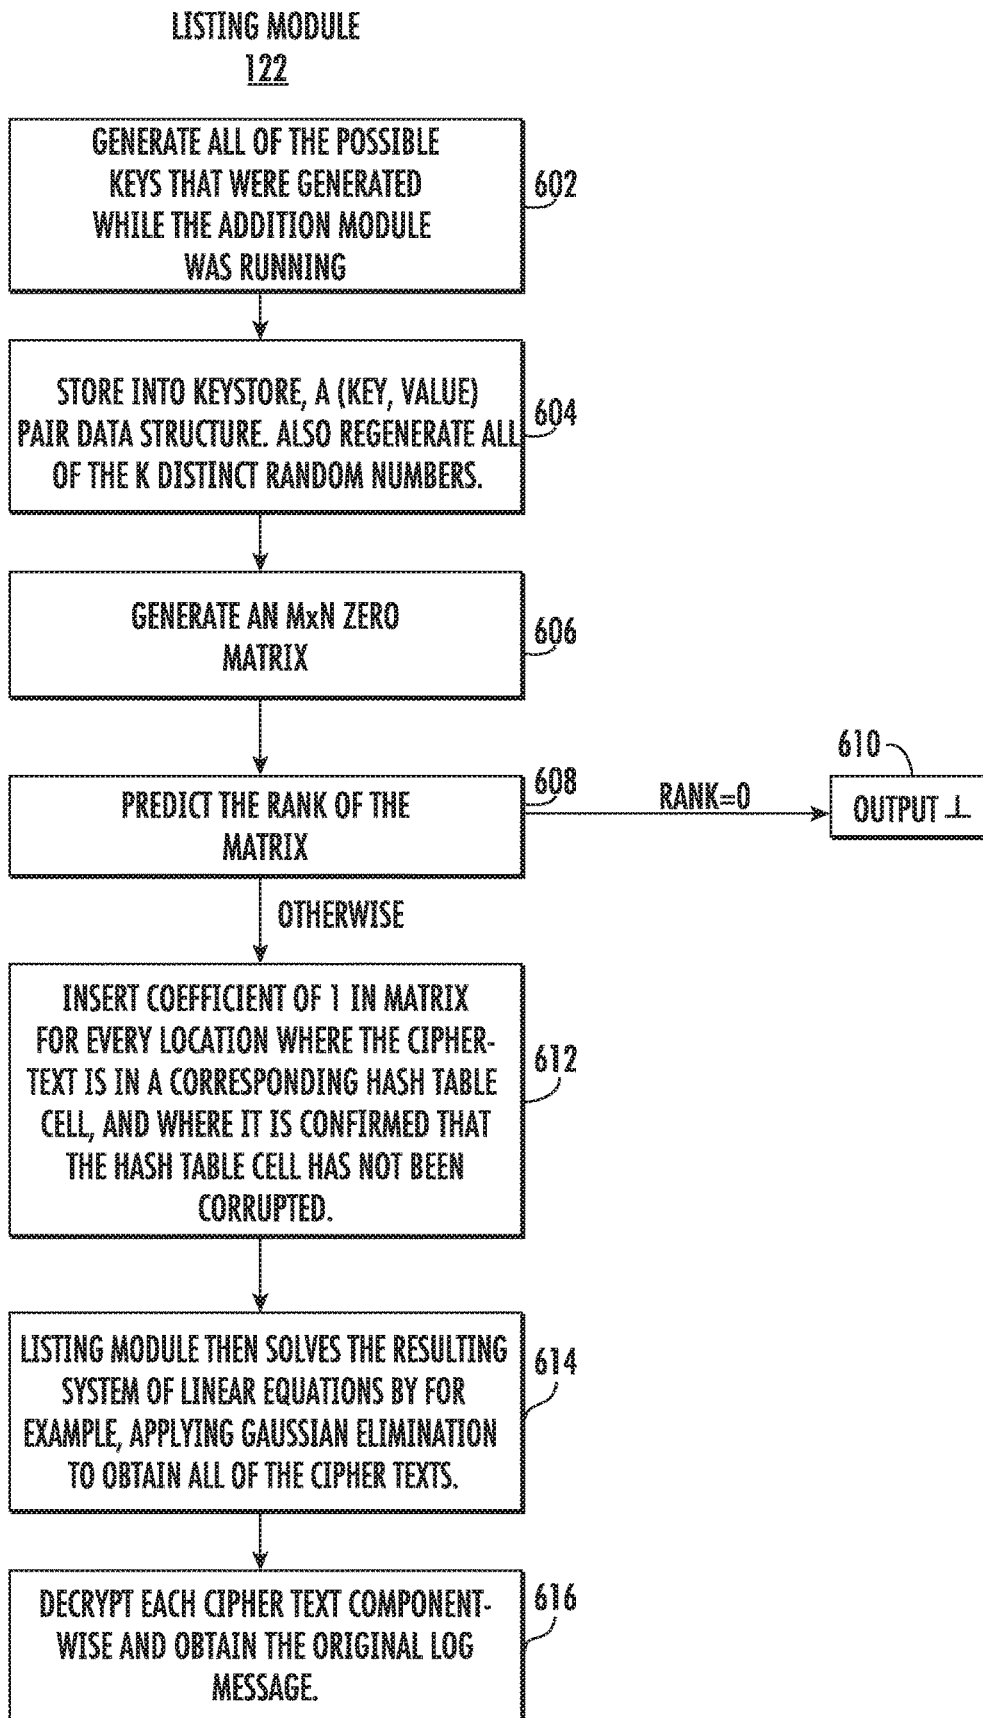 LISTING MODULE
122
GENERATE ALL OF THE POSSIBLE
KEYS THAT WERE GENERATED
WHILE THE ADDITION MODULE
WAS RUNNING
602
STORE INTO KEYSTORE, A (KEY, VALUE)
PAIR DATA STRUCTURE. ALSO REGENERATE ALL
OF THE K DISTINCT RANDOM NUMBERS.
604
GENERATE AN MxN ZERO
MATRIX
606
PREDICT THE RANK OF THE
MATRIX
608
RANK=0
610
OUTPUT ⊥
OTHERWISE
INSERT COEFFICIENT OF 1 IN MATRIX
FOR EVERY LOCATION WHERE THE CIPHER-
TEXT IS IN A CORRESPONDING HASH TABLE
CELL, AND WHERE IT IS CONFIRMED THAT
THE HASH TABLE CELL HAS NOT BEEN
CORRUPTED.
612
LISTING MODULE THEN SOLVES THE RESULTING
SYSTEM OF LINEAR EQUATIONS BY FOR
EXAMPLE, APPLYING GAUSSIAN ELIMINATION
TO OBTAIN ALL OF THE CIPHER TEXTS.
614
DECRYPT EACH CIPHER TEXT COMPONENT-
WISE AND OBTAIN THE ORIGINAL LOG
MESSAGE.
616